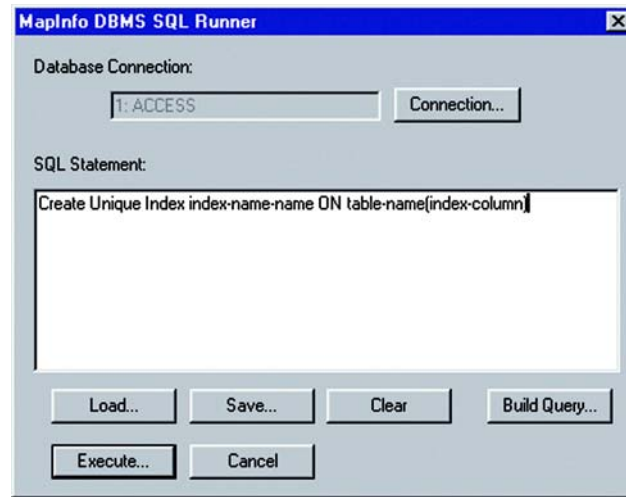 MapInfo DBMS SQL Runner
Database Connection:
1: ACCESS
Connection...
SQL Statement:
Create Unique Index index-name-name ON table-name(index-column)
Load...
Save...
Clear
Build Query...
Execute...
Cancel